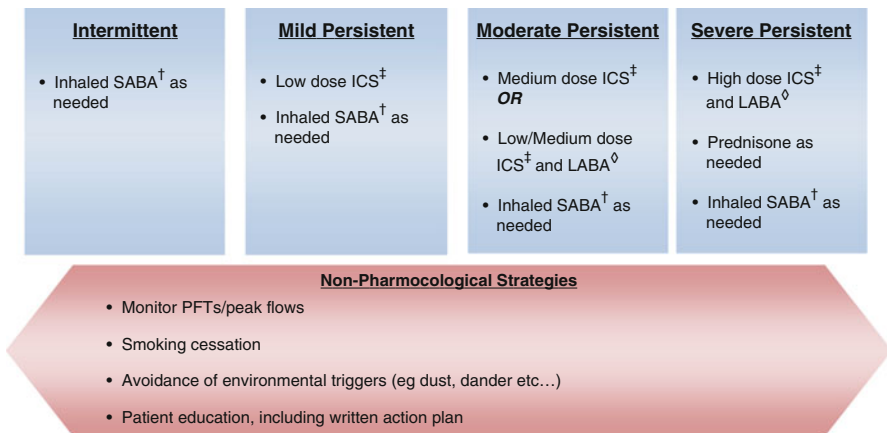 Intermittent
• Inhaled SABA† as
needed
Mild Persistent
• Low dose ICS‡
• Inhaled SABA† as
needed
Moderate Persistent
• Medium dose ICS‡
OR
• Low/Medium dose
ICS‡ and LABA◊
• Inhaled SABA† as
needed
Severe Persistent
• High dose ICS‡
and LABA◊
• Prednisone as
needed
• Inhaled SABA† as
needed
Non-Pharmocological Strategies
• Monitor PFTs/peak flows
• Smoking cessation
• Avoidance of environmental triggers (eg dust, dander etc…)
• Patient education, including written action plan